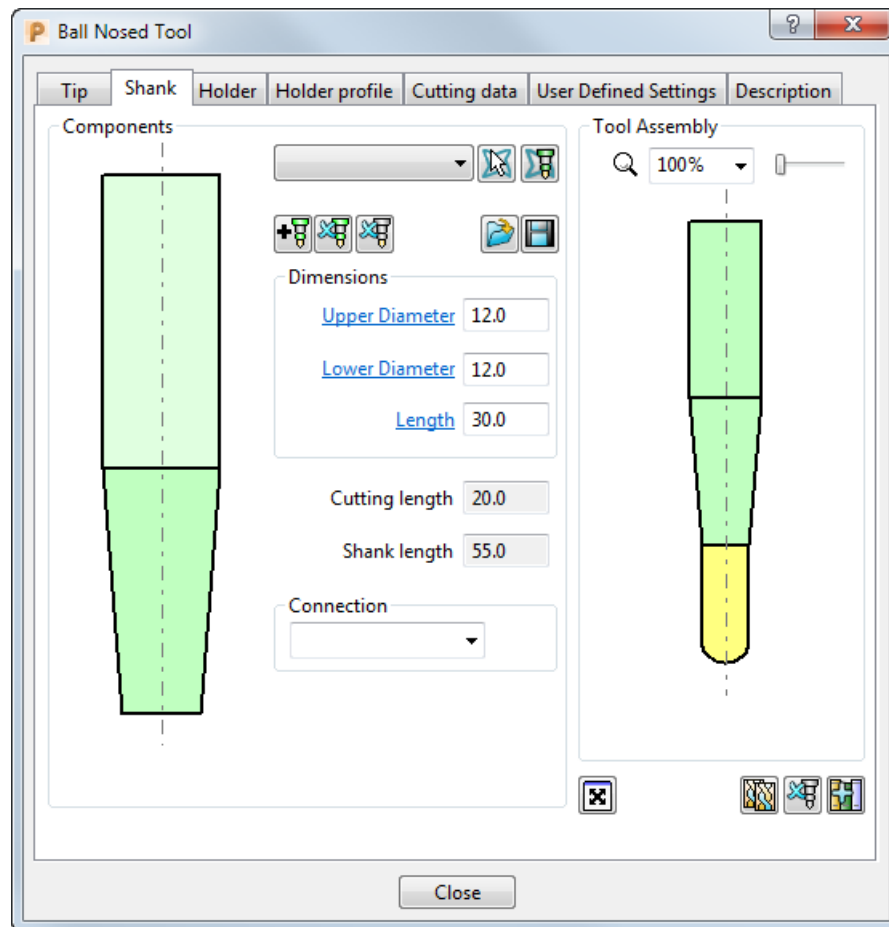 Ball Nosed Tool
Tip Shank Holder Holder profile Cutting data User Defined Settings Description
Components
Tool Assembly
100%
Dimensions
Upper Diameter 12.0
Lower Diameter 12.0
Length 30.0
Cutting length 20.0
Shank length 55.0
Connection
Close